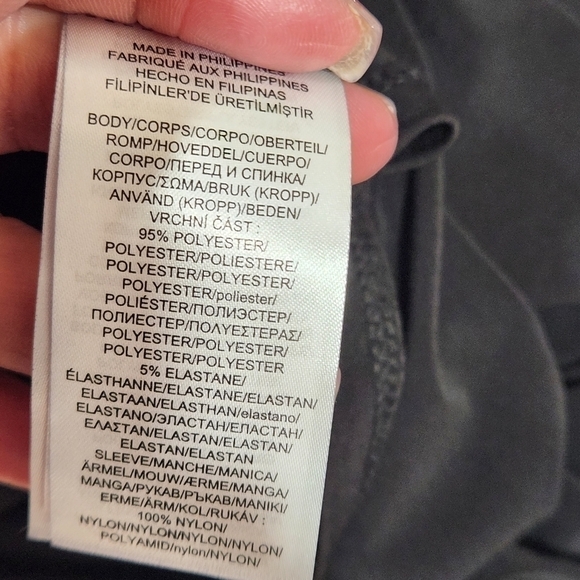 MADE IN PHILIPPINES
FABRIQUÉ AUX PHILIPPINES
HECHO EN FILIPINAS
FİLİPİNLER'DE ÜRETİLMİŞTİR
BODY/CORPS/CORPO/OBERTEIL/
ROMP/HOVEDDEL/CUERPO/
CORPO/ПЕРЕД И СПИНКА/
КОРПУС/ΣΩΜΑ/BRUK (KROPP)/
ANVÄND (KROPP)/BEDEN/
VRCHNÍ ČÁST :
95% POLYESTER/
POLYESTER/POLIESTERE/
POLYESTER/POLYESTER/
POLYESTER/poliester/
POLIÉSTER/ПОЛИЭСТЕР/
ПОЛИЕСТЕР/ΠΟΛΥΕΣΤΕΡΑΣ/
POLYESTER/POLYESTER/
POLYESTER/POLYESTER
5% ELASTANE/
ÉLASTHANNE/ELASTANE/ELASTAN/
ELASTAAN/ELASTHAN/elastano/
ELASTANO/ЭЛАСТАН/ЕЛАСТАН/
ΕΛΑΣΤΑΝ/ELASTAN/ELASTAN/
ELASTAN/ELASTAN
SLEEVE/MANCHE/MANICA/
ÄRMEL/MOUW/ÆRME/MANGA/
MANGA/РУКАВ/РЪКАВ/ΜΑΝΙΚΙ/
ERME/ÄRM/KOL/RUKÁV :
100% NYLON/
NYLON/NYLON/NYLON/NYLON/
POLYAMID/nylon/NYLON/